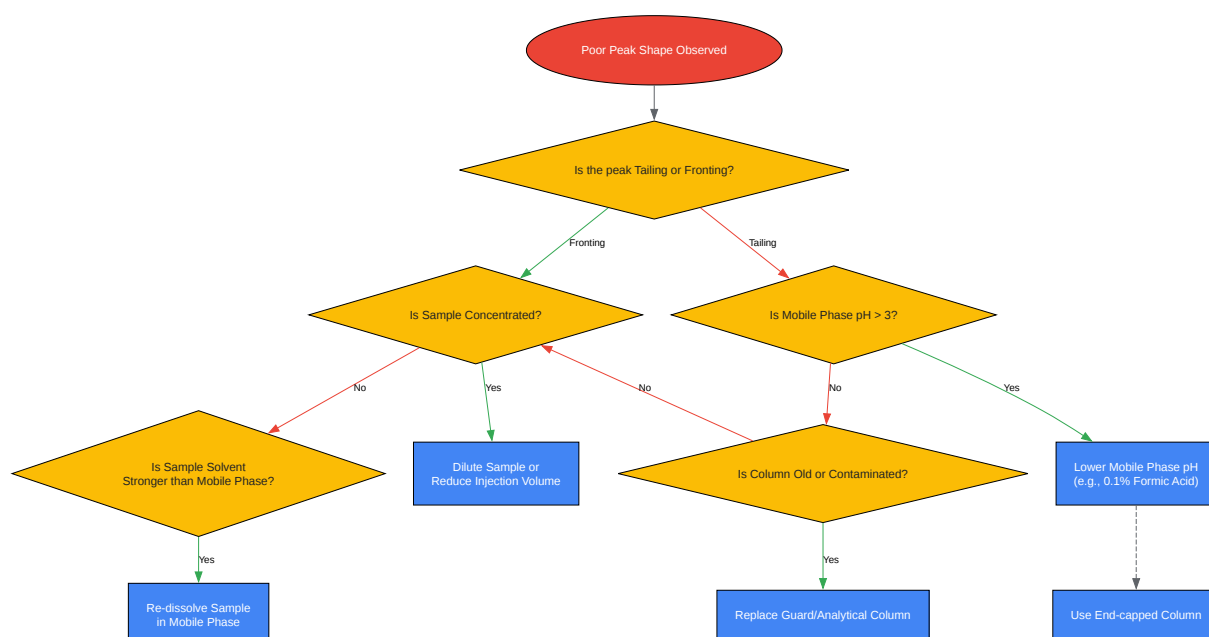 Poor Peak Shape Observed
Is the peak Tailing or Fronting?
Fronting
Tailing
Is Sample Concentrated?
Is Mobile Phase pH > 3?
No
Yes
No
No
Yes
Is Sample Solvent
Stronger than Mobile Phase?
Dilute Sample or
Reduce Injection Volume
Is Column Old or Contaminated?
Lower Mobile Phase pH
(e.g., 0.1% Formic Acid)
Yes
Yes
Re-dissolve Sample
in Mobile Phase
Replace Guard/Analytical Column
Use End-capped Column